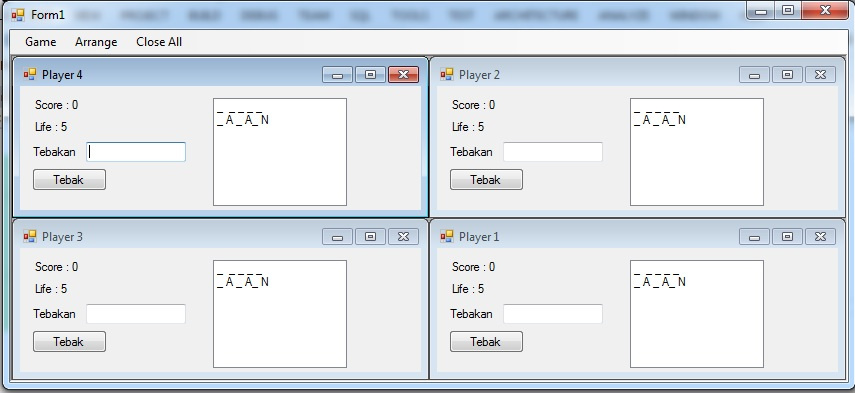 Form1
Game Arrange Close All
Player 4
Score : 0
Life : 5
Tebakan
Tebak
_ _ _ _ _
_ A _ A _ N
Player 2
Score : 0
Life : 5
Tebakan
Tebak
_ _ _ _ _
_ A _ A _ N
Player 3
Score : 0
Life : 5
Tebakan
Tebak
_ _ _ _ _
_ A _ A _ N
Player 1
Score : 0
Life : 5
Tebakan
Tebak
_ _ _ _ _
_ A _ A _ N